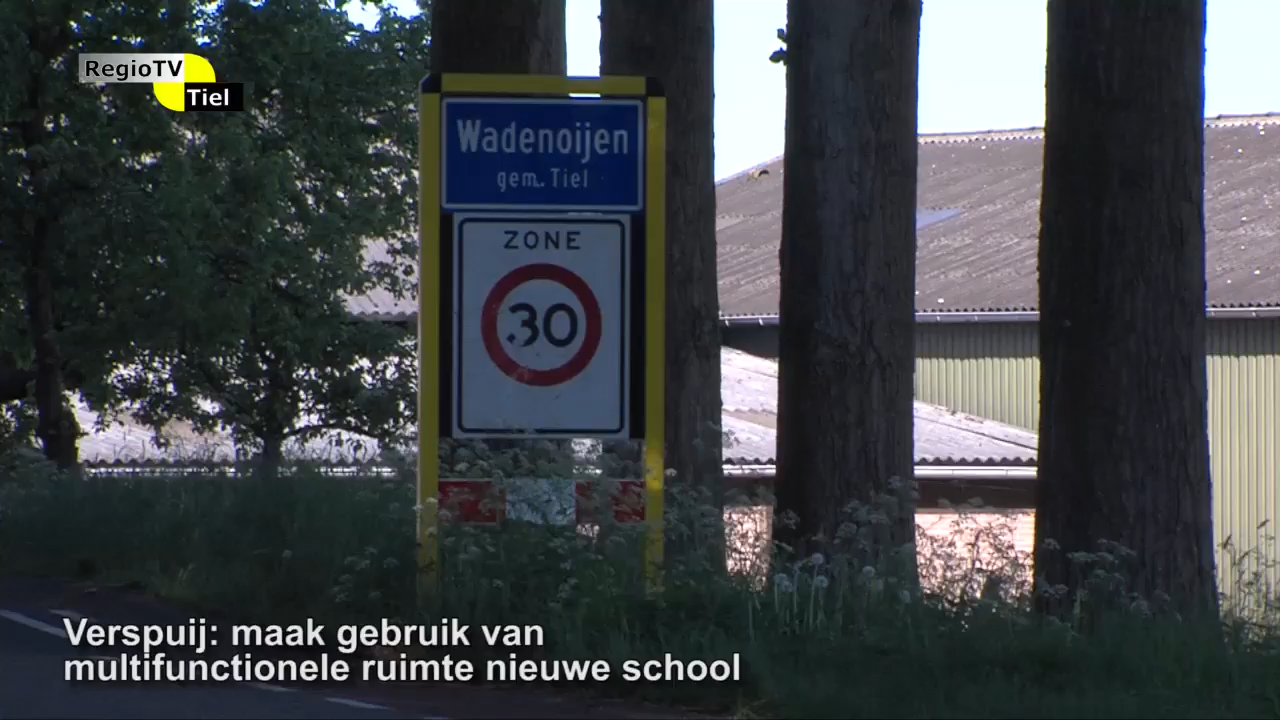 RegioTV
Tiel
Wadenoijen
gem. Tiel
ZONE
30
Verspuij: maak gebruik van
multifunctionele ruimte nieuwe school